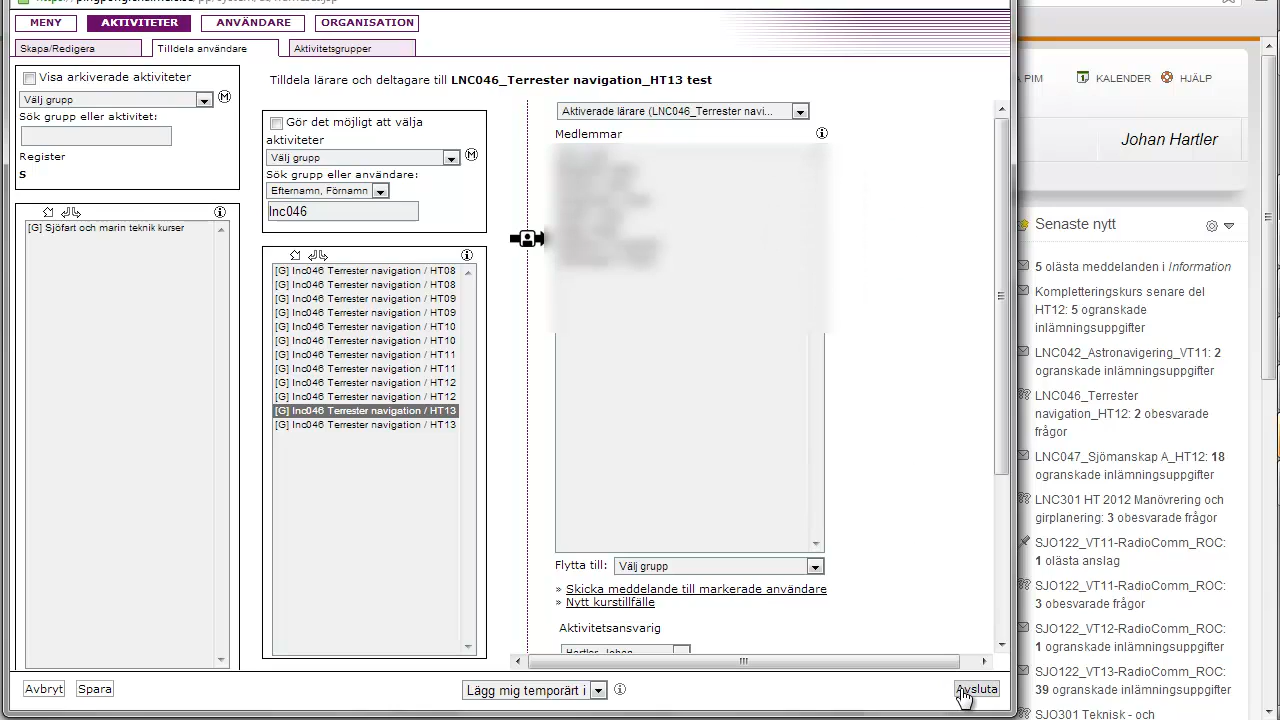 MENY
AKTIVITETER
ANVÄNDARE
ORGANISATION
Skapa/Redigera
Tilldela användare
Aktivitetsgrupper
Visa arkiverade aktiviteter
Välj grupp
M
Sök grupp eller aktivitet:
Register
S
[G] Sjöfart och marin teknik kurser
Tilldela lärare och deltagare till LNC046_Terrester navigation_HT13 test
Gör det möjligt att välja
aktiviteter
Välj grupp
M
Sök grupp eller användare:
Efternamn, Förnamn
lnc046
[G] lnc046 Terrester navigation / HT08
[G] lnc046 Terrester navigation / HT08
[G] lnc046 Terrester navigation / HT09
[G] lnc046 Terrester navigation / HT09
[G] lnc046 Terrester navigation / HT10
[G] lnc046 Terrester navigation / HT10
[G] lnc046 Terrester navigation / HT11
[G] lnc046 Terrester navigation / HT11
[G] lnc046 Terrester navigation / HT12
[G] lnc046 Terrester navigation / HT12
[G] lnc046 Terrester navigation / HT13
[G] lnc046 Terrester navigation / HT13
Aktiverade lärare (LNC046_Terrester navi...
Medlemmar
Flytta till:
Välj grupp
» Skicka meddelande till markerade användare
» Nytt kurstillfälle
Aktivitetsansvarig
Hartler, Johan
Avbryt
Spara
Lägg mig temporärt i
Avsluta
PIM
KALENDER
HJÄLP
Johan Hartler
Senaste nytt
5 olästa meddelanden i Information
Kompletteringskurs senare del
HT12: 5 ogranskade
inlämningsuppgifter
LNC042_Astronavigering_VT11: 2
ogranskade inlämningsuppgifter
LNC046_Terrester
navigation_HT12: 2 obesvarade
frågor
LNC047_Sjömanskap A_HT12: 18
ogranskade inlämningsuppgifter
LNC301 HT 2012 Manövrering och
girplanering: 3 obesvarade frågor
SJO122_VT11-RadioComm_ROC:
1 olästa anslag
SJO122_VT11-RadioComm_ROC:
3 obesvarade frågor
SJO122_VT12-RadioComm_ROC:
1 ogranskade inlämningsuppgifter
SJO122_VT13-RadioComm_ROC:
39 ogranskade inlämningsuppgifter
SJO301 Teknisk - och